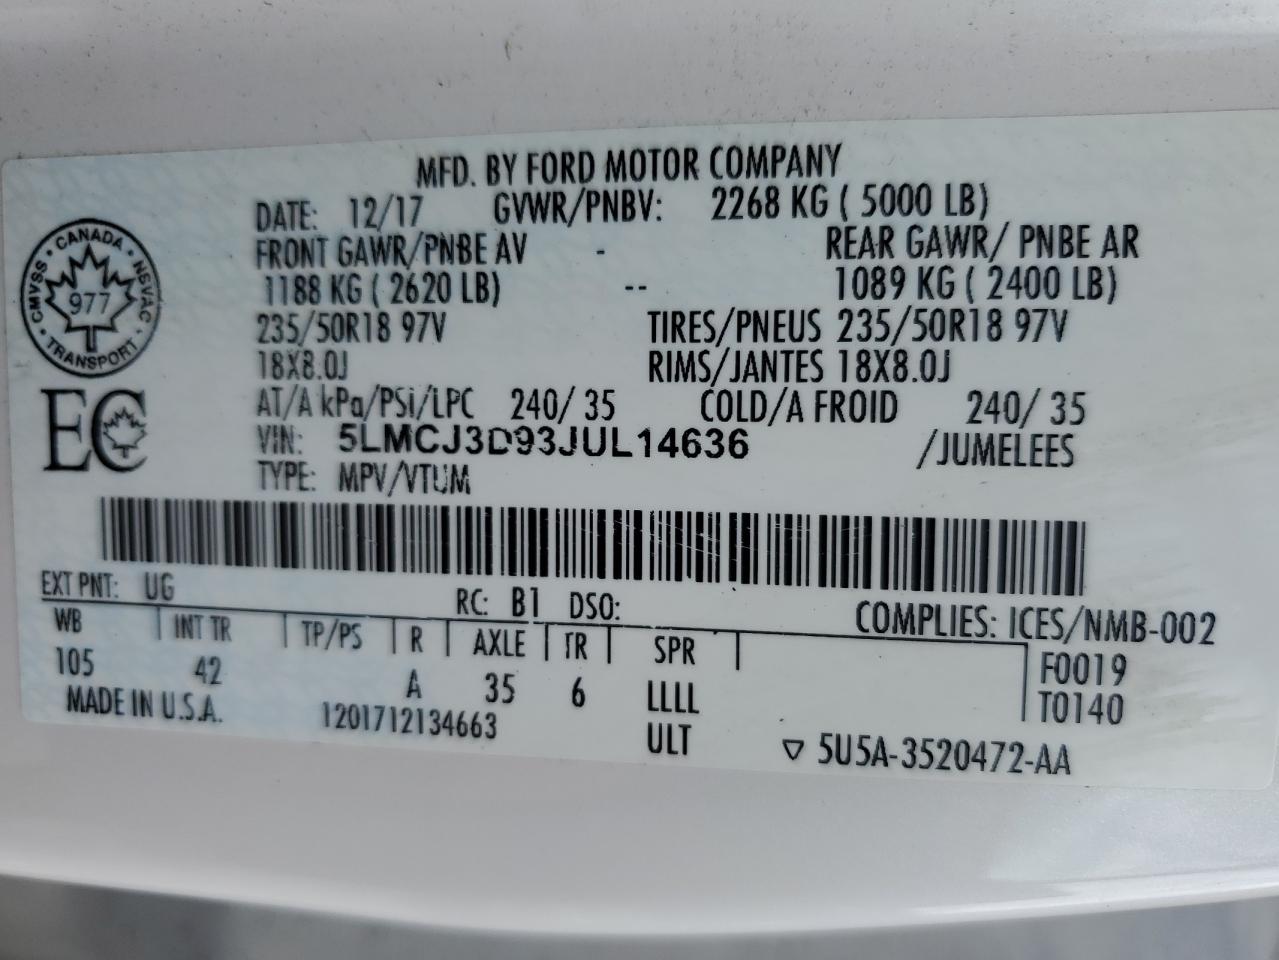 MFD. BY FORD MOTOR COMPANY
DATE: 12/17 GVWR/PNBV: 2268 KG ( 5000 LB)
FRONT GAWR/PNBE AV - REAR GAWR/ PNBE AR
1188 KG ( 2620 LB) -- 1089 KG ( 2400 LB)
235/50R18 97V TIRES/PNEUS 235/50R18 97V
18X8.0J RIMS/JANTES 18X8.0J
AT/A kPa/PSi/LPC 240/ 35 COLD/A FROID 240/ 35
VIN: 5LMCJ3D93JUL14636 /JUMELEES
TYPE: MPV/VTUM
CANADA
CMVSS NSVAC
977
TRANSPORT
EC
EXT PNT: UG RC: B1 DSO: COMPLIES: ICES/NMB-002
WB INT TR TP/PS R AXLE TR SPR F0019
105 42 A 35 6 LLLL T0140
MADE IN U.S.A. 1201712134663 ULT ▽ 5U5A-3520472-AA